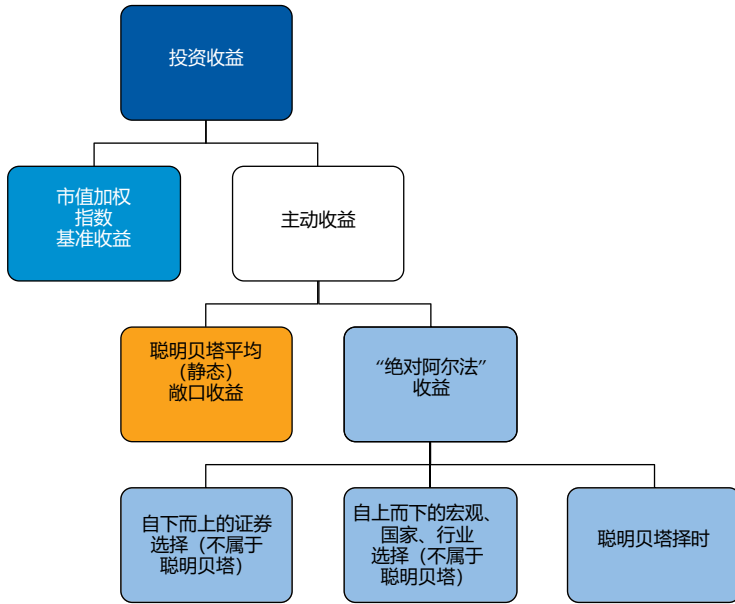 投资收益
市值加权
指数
基准收益
主动收益
聪明贝塔平均
（静态）
敞口收益
“绝对阿尔法”
收益
自下而上的证券
选择（不属于
聪明贝塔）
自上而下的宏观、
国家、行业
选择（不属于
聪明贝塔）
聪明贝塔择时